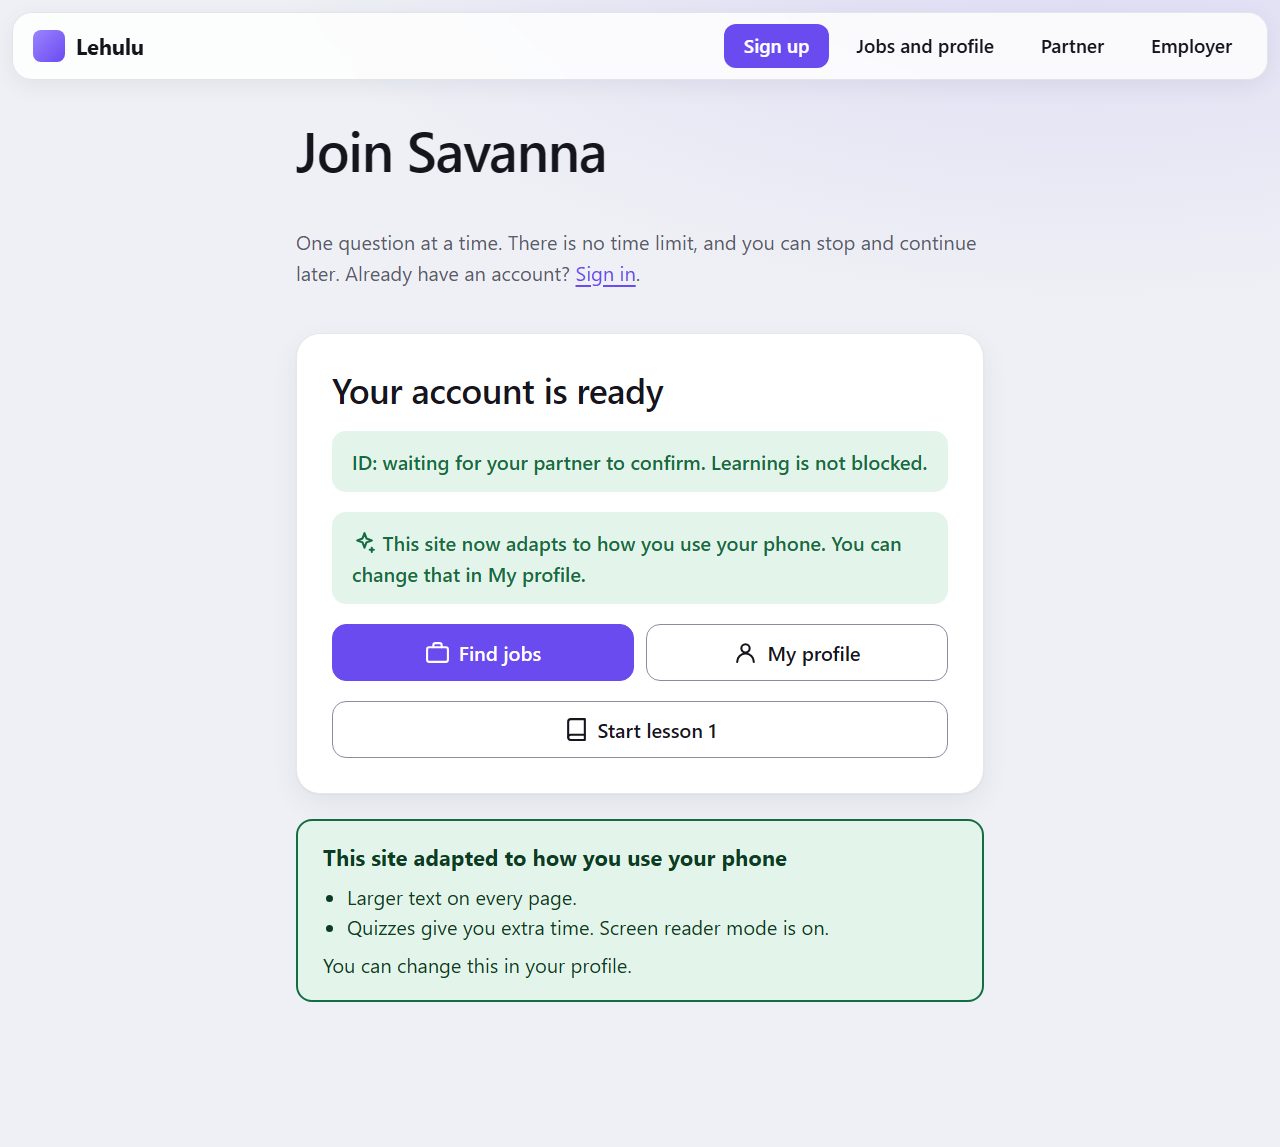 Lehulu
Sign up
Jobs and profile
Partner
Employer
Join Savanna
One question at a time. There is no time limit, and you can stop and continue
later. Already have an account? Sign in.
Your account is ready
ID: waiting for your partner to confirm. Learning is not blocked.
This site now adapts to how you use your phone. You can
change that in My profile.
Find jobs
My profile
Start lesson 1
This site adapted to how you use your phone
• Larger text on every page.
• Quizzes give you extra time. Screen reader mode is on.
You can change this in your profile.